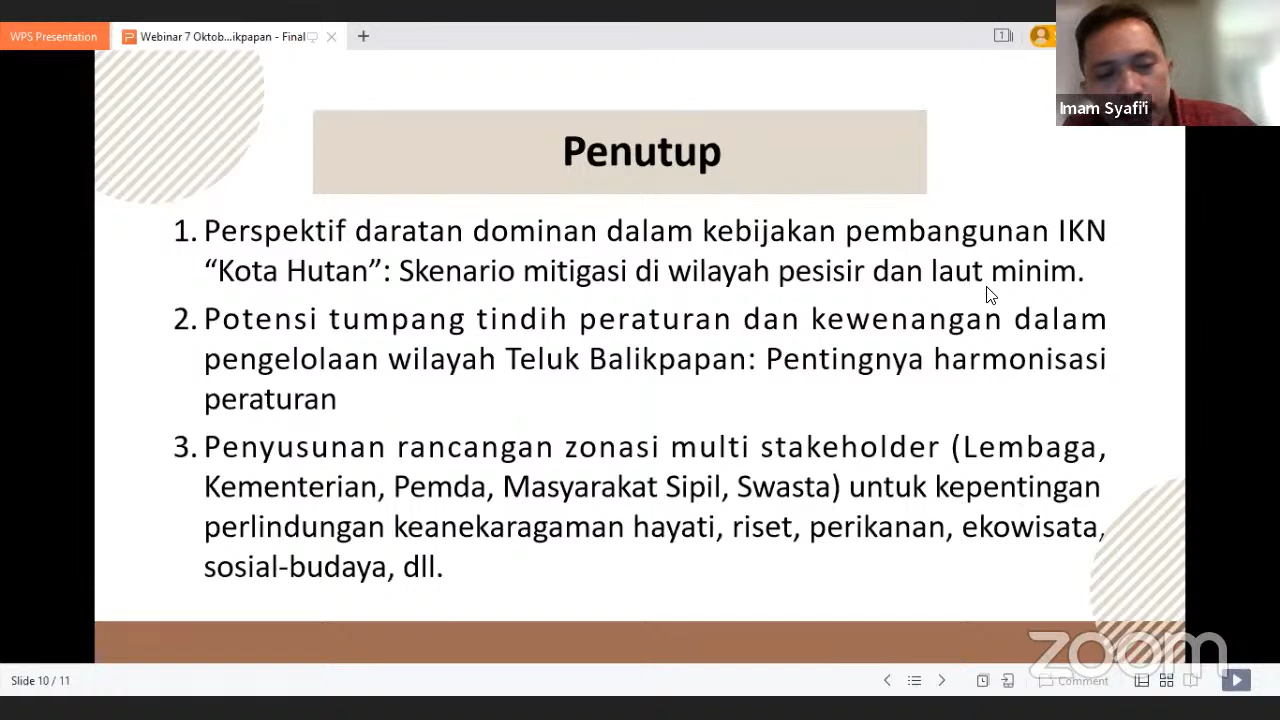 WPS Presentation
Webinar 7 Oktob...ikpapan - Final
Imam Syafi'i
Penutup
1. Perspektif daratan dominan dalam kebijakan pembangunan IKN
“Kota Hutan”: Skenario mitigasi di wilayah pesisir dan laut minim.
2. Potensi tumpang tindih peraturan dan kewenangan dalam
pengelolaan wilayah Teluk Balikpapan: Pentingnya harmonisasi
peraturan
3. Penyusunan rancangan zonasi multi stakeholder (Lembaga,
Kementerian, Pemda, Masyarakat Sipil, Swasta) untuk kepentingan
perlindungan keanekaragaman hayati, riset, perikanan, ekowisata,
sosial-budaya, dll.
zoom
Slide 10 / 11
Comment